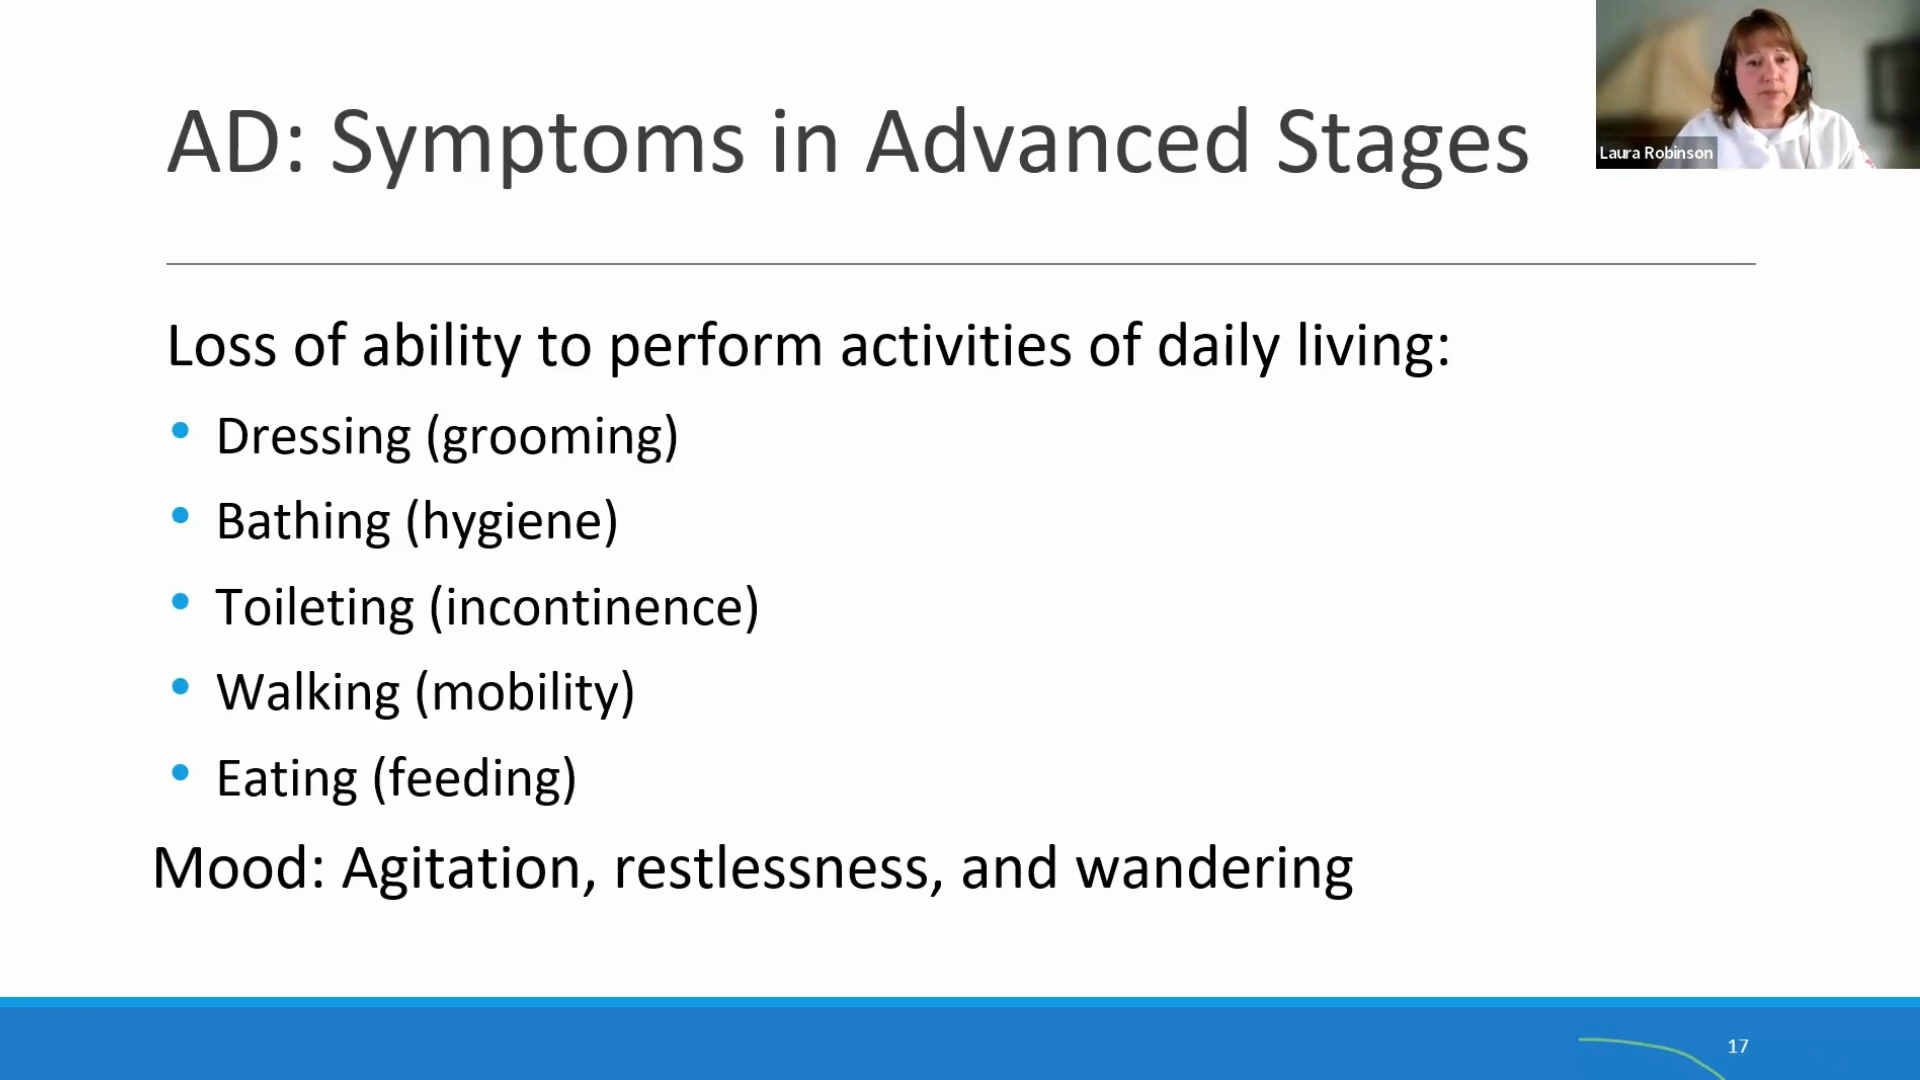 AD: Symptoms in Advanced Stages
Laura Robinson
Loss of ability to perform activities of daily living:
• Dressing (grooming)
• Bathing (hygiene)
• Toileting (incontinence)
• Walking (mobility)
• Eating (feeding)
Mood: Agitation, restlessness, and wandering
17